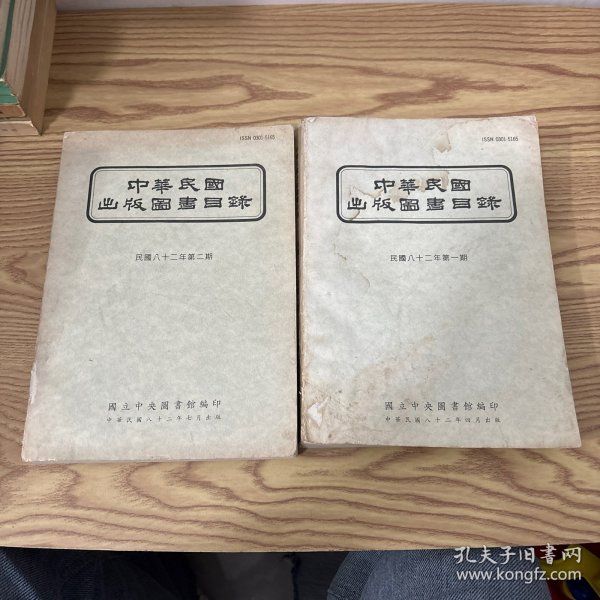 ISSN 0301-5165
中華民國
出版圖書目錄
民國八十二年第二期
國立中央圖書館編印
中華民國八十二年七月出版
ISSN 0301-5165
中華民國
出版圖書目錄
民國八十二年第一期
國立中央圖書館編印
中華民國八十二年四月出版
孔夫子旧书网
www.kongfz.com